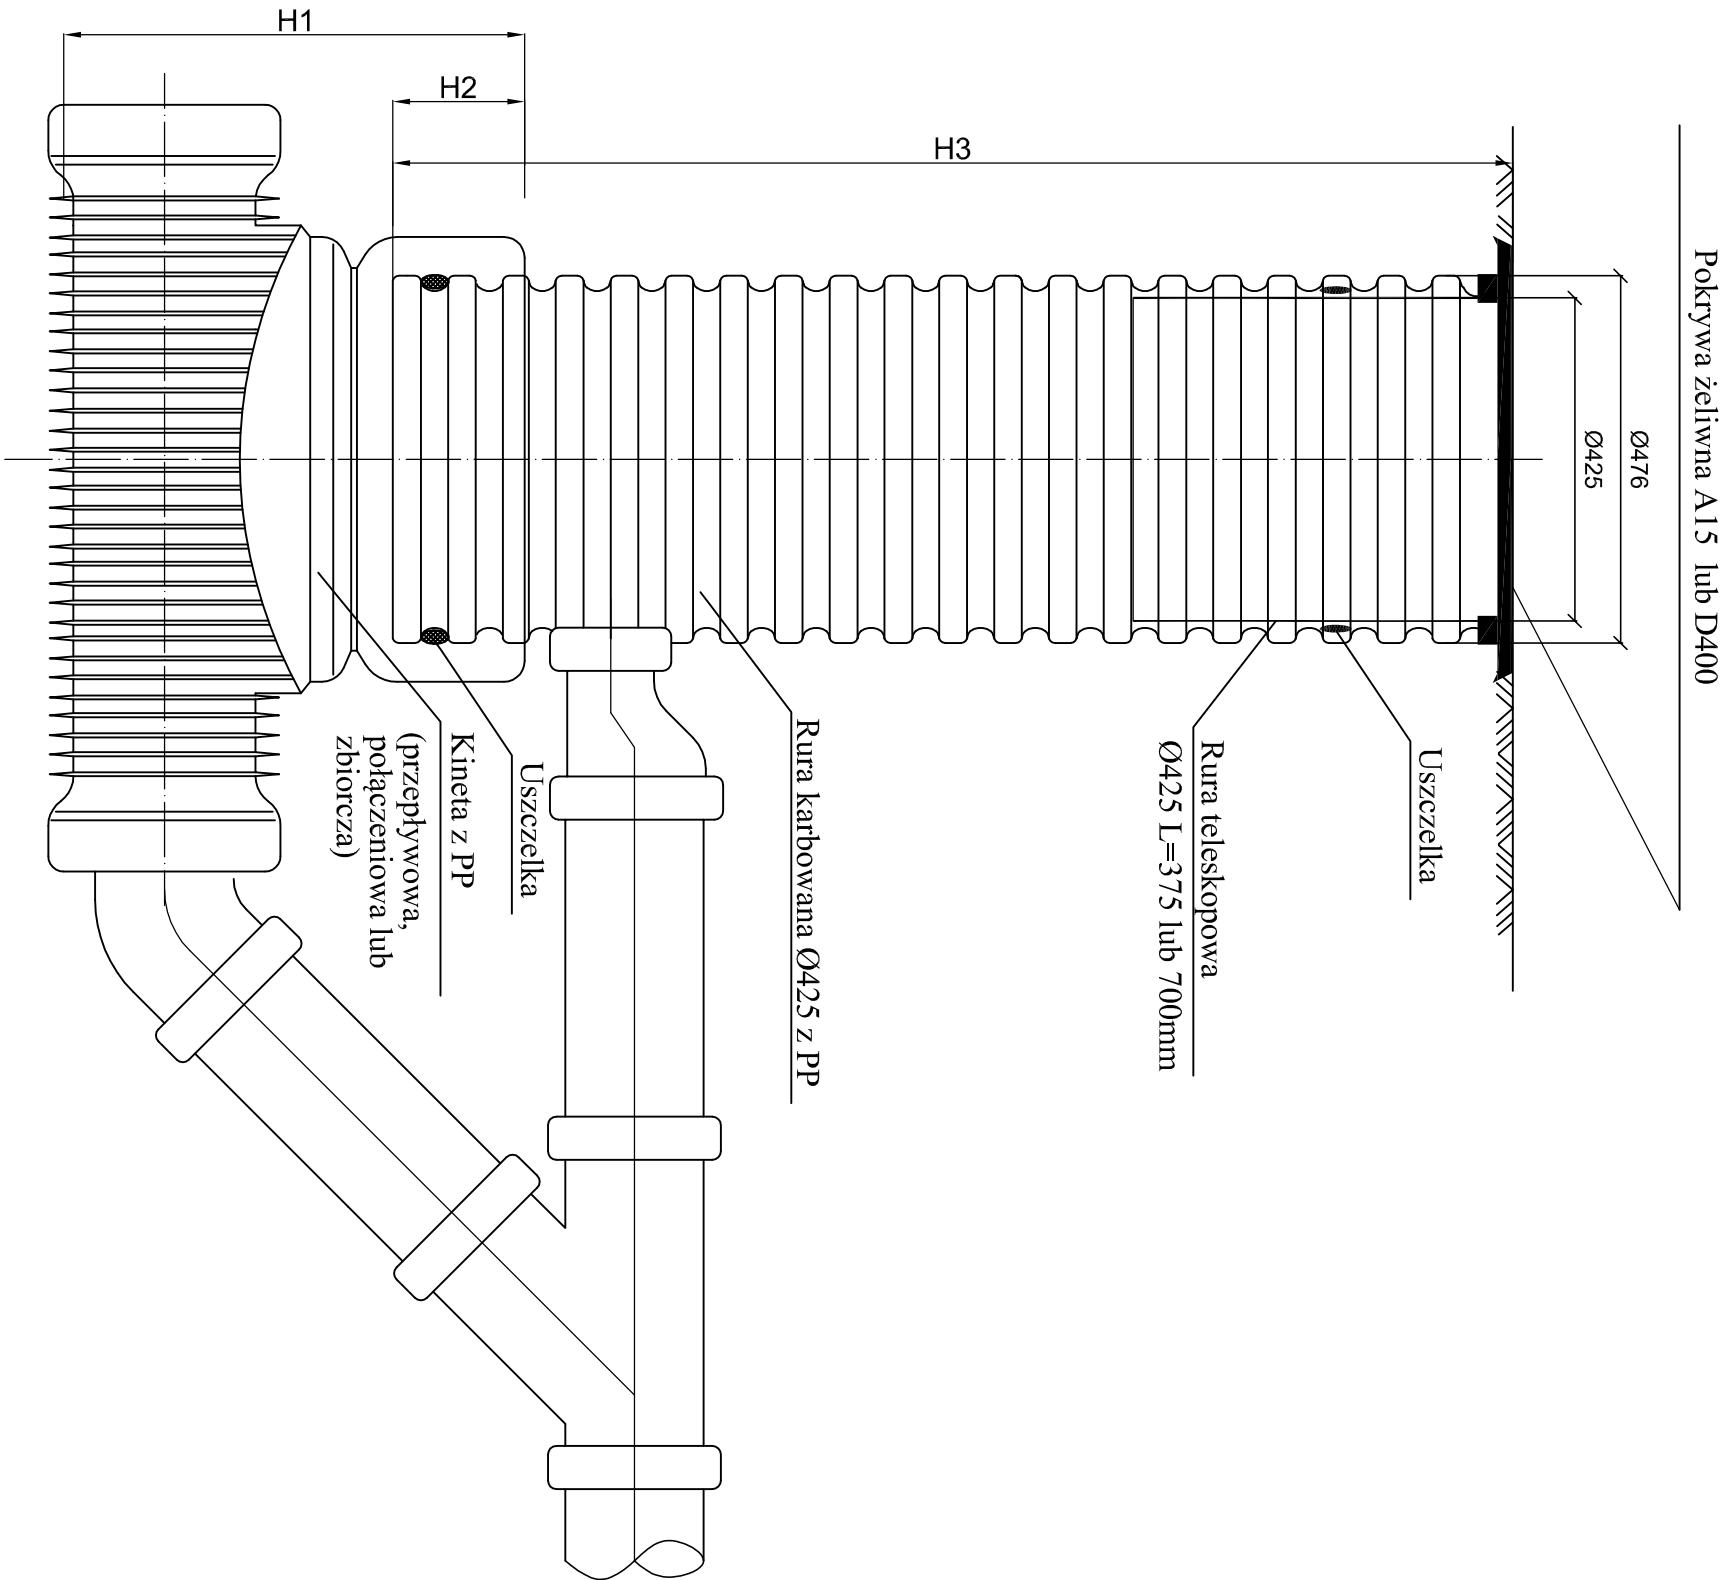 H1
H2
H3
Pokrywa żeliwna A15 lub D400
Ø476
Ø425
Uszczelka
Rura teleskopowa
Ø425 L=375 lub 700mm
Rura karbowana Ø425 z PP
Uszczelka
Kineta z PP
(przepływowa,
połączeniowa lub
zbiorcza)